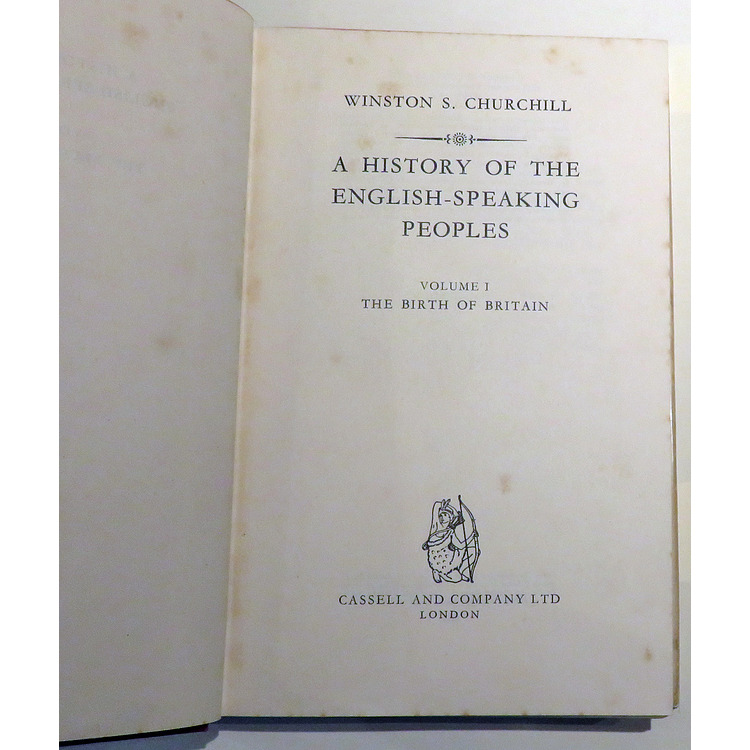 WINSTON S. CHURCHILL
A HISTORY OF THE
ENGLISH-SPEAKING
PEOPLES
VOLUME I
THE BIRTH OF BRITAIN
CASSELL AND COMPANY LTD
LONDON